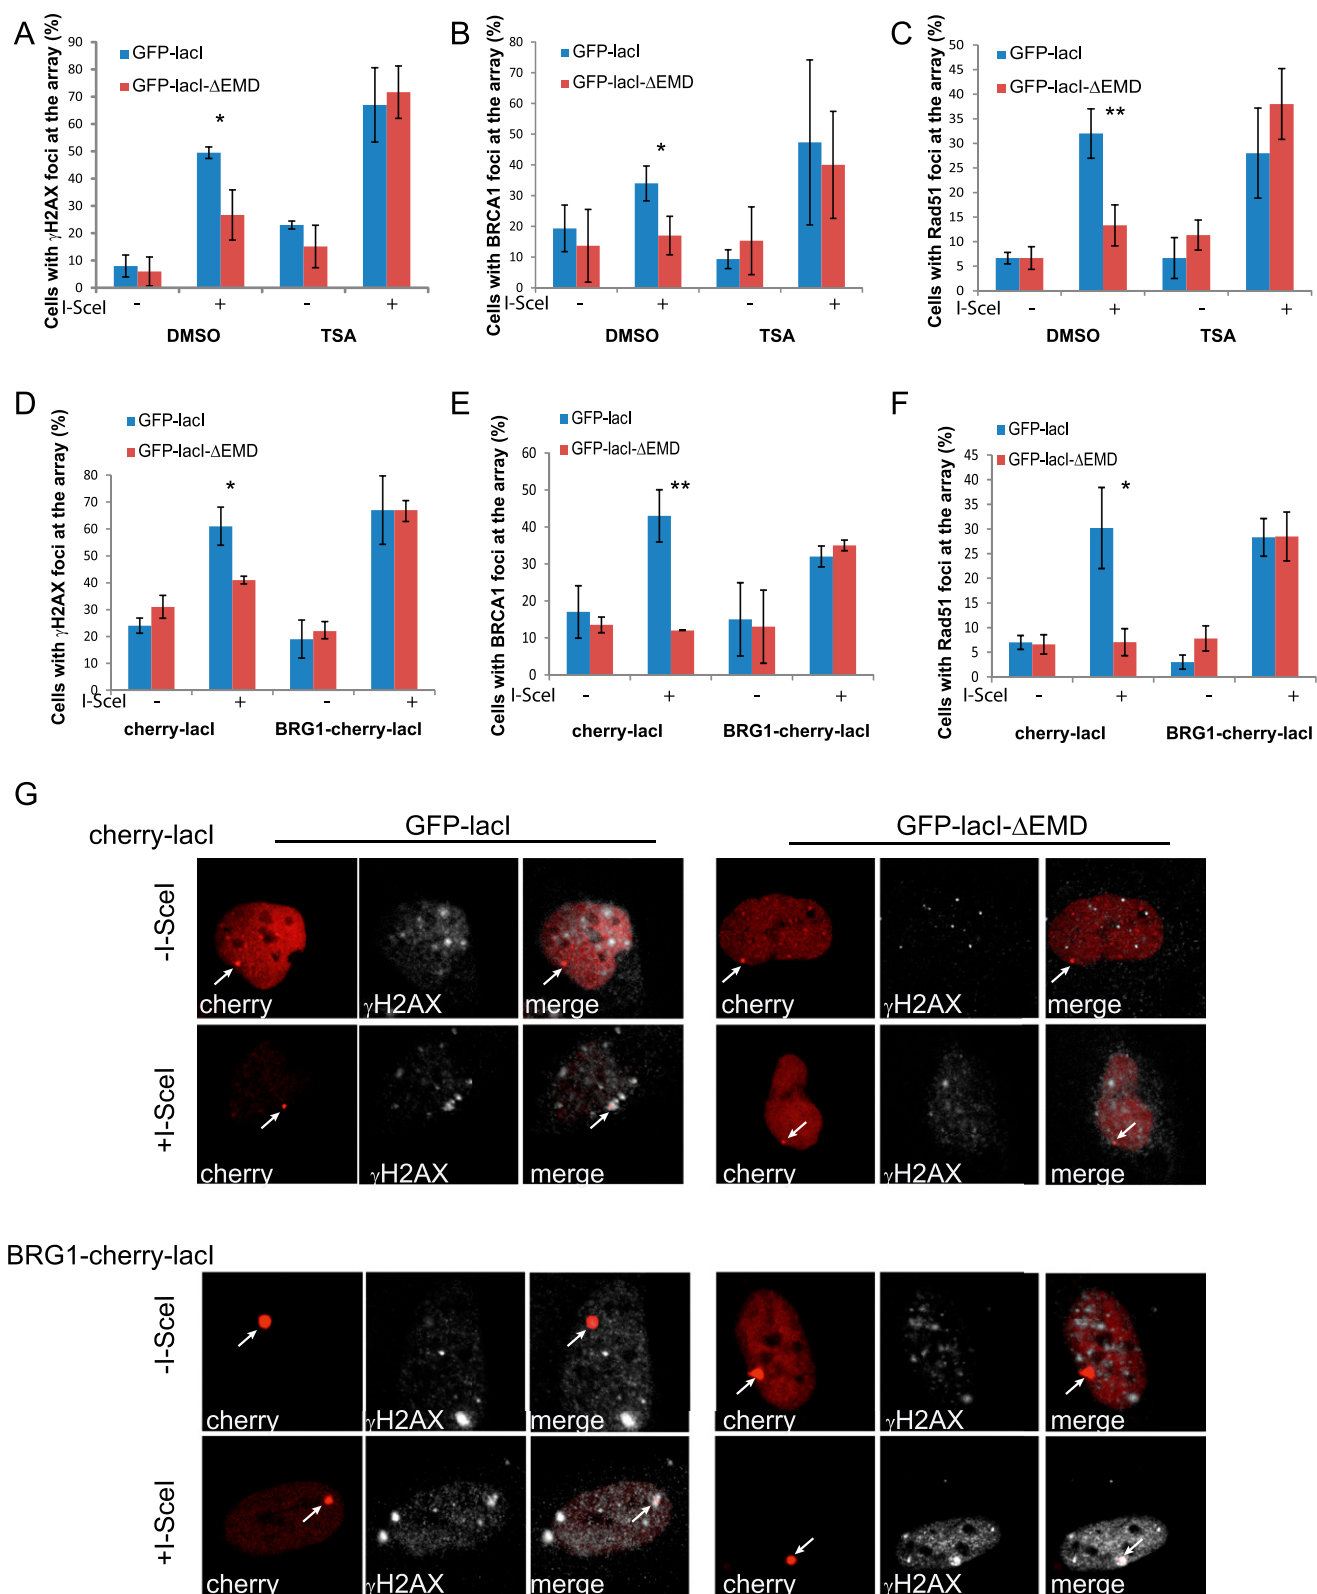 A
Cells with γH2AX foci at the array (%)
GFP-lacI
GFP-lacI-ΔEMD
90
80
70
60
50
40
30
20
10
0
*
I-SceI - + - +
DMSO TSA
B
Cells with BRCA1 foci at the array (%)
GFP-lacI
GFP-lacI-ΔEMD
80
70
60
50
40
30
20
10
0
*
I-SceI - + - +
DMSO TSA
C
Cells with Rad51 foci at the array (%)
GFP-lacI
GFP-lacI-ΔEMD
50
45
40
35
30
25
20
15
10
5
0
**
I-SceI - + - +
DMSO TSA
D
Cells with γH2AX foci at the array (%)
GFP-lacI
GFP-lacI-ΔEMD
80
70
60
50
40
30
20
10
0
*
I-SceI - + - +
cherry-lacI BRG1-cherry-lacI
E
Cells with BRCA1 foci at the array (%)
GFP-lacI
GFP-lacI-ΔEMD
60
50
40
30
20
10
0
**
I-SceI - + - +
cherry-lacI BRG1-cherry-lacI
F
Cells with Rad51 foci at the array (%)
GFP-lacI
GFP-lacI-ΔEMD
45
40
35
30
25
20
15
10
5
0
*
I-SceI - + - +
cherry-lacI BRG1-cherry-lacI
G
cherry-lacI GFP-lacI GFP-lacI-ΔEMD
-I-SceI
cherry γH2AX merge cherry γH2AX merge
+I-SceI
cherry γH2AX merge cherry γH2AX merge
BRG1-cherry-lacI
-I-SceI
cherry γH2AX merge cherry γH2AX merge
+I-SceI
cherry γH2AX merge cherry γH2AX merge